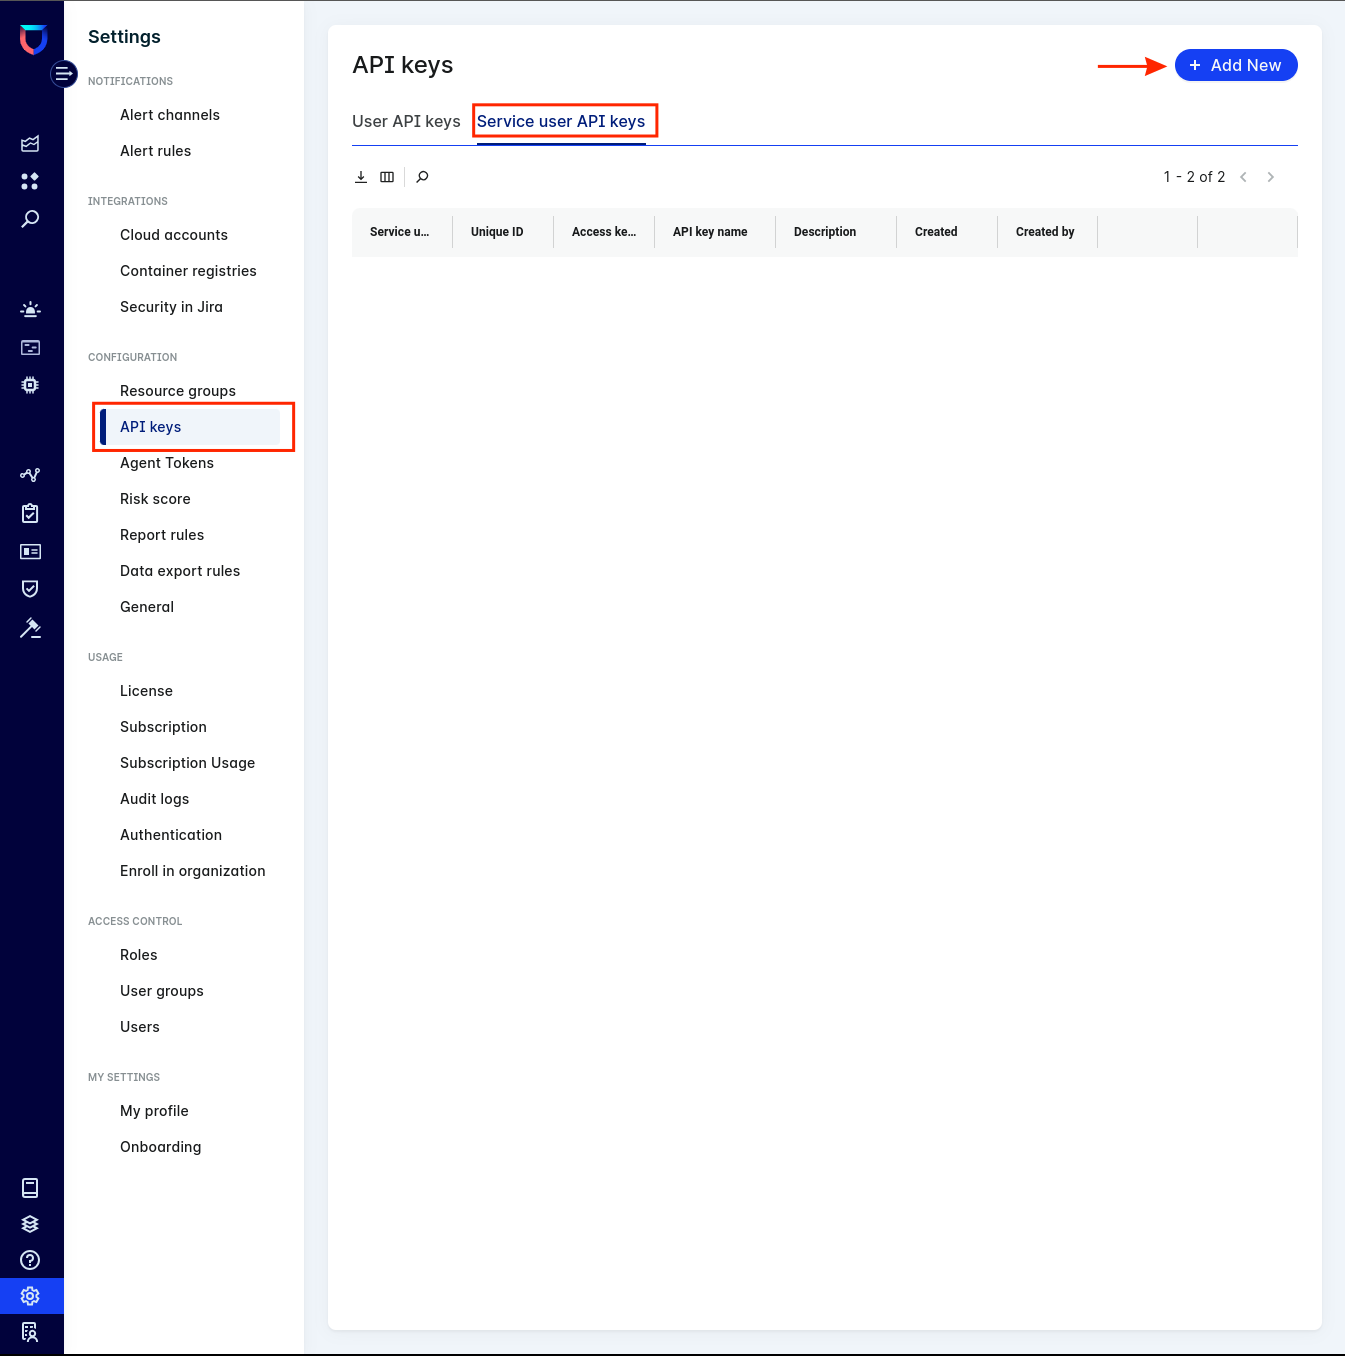 Settings
NOTIFICATIONS
Alert channels
Alert rules
INTEGRATIONS
Cloud accounts
Container registries
Security in Jira
CONFIGURATION
Resource groups
API keys
Agent Tokens
Risk score
Report rules
Data export rules
General
USAGE
License
Subscription
Subscription Usage
Audit logs
Authentication
Enroll in organization
ACCESS CONTROL
Roles
User groups
Users
MY SETTINGS
My profile
Onboarding
API keys
+ Add New
User API keys Service user API keys
1 - 2 of 2
Service u... Unique ID Access ke... API key name Description Created Created by